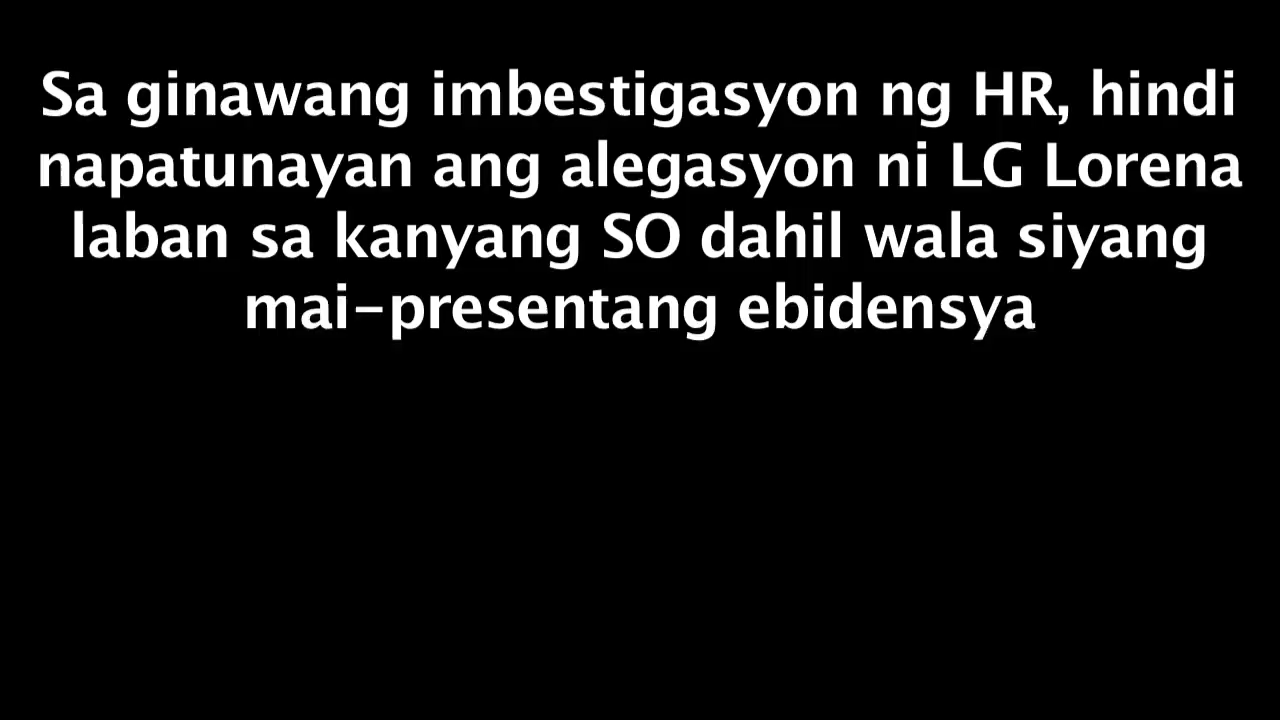 Sa ginawang imbestigasyon ng HR, hindi
napatunayan ang alegasyon ni LG Lorena
laban sa kanyang SO dahil wala siyang
mai-presentang ebidensya